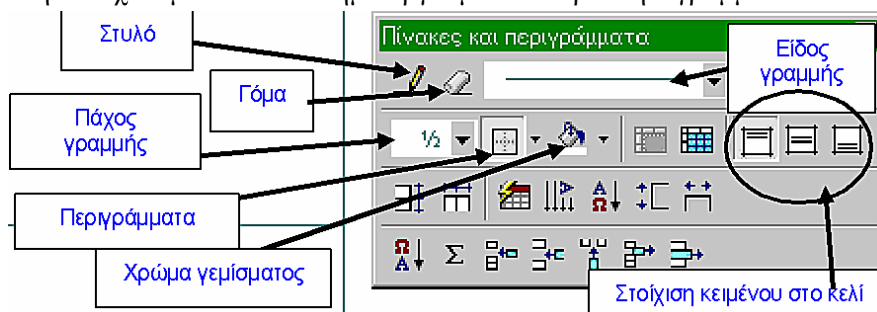 Στυλό
Πίνακες και περιγράμματα
Είδος
γραμμής
Γόμα
Πάχος
γραμμής
½
Περιγράμματα
Χρώμα γεμίσματος
Στοίχιση κειμένου στο κελί